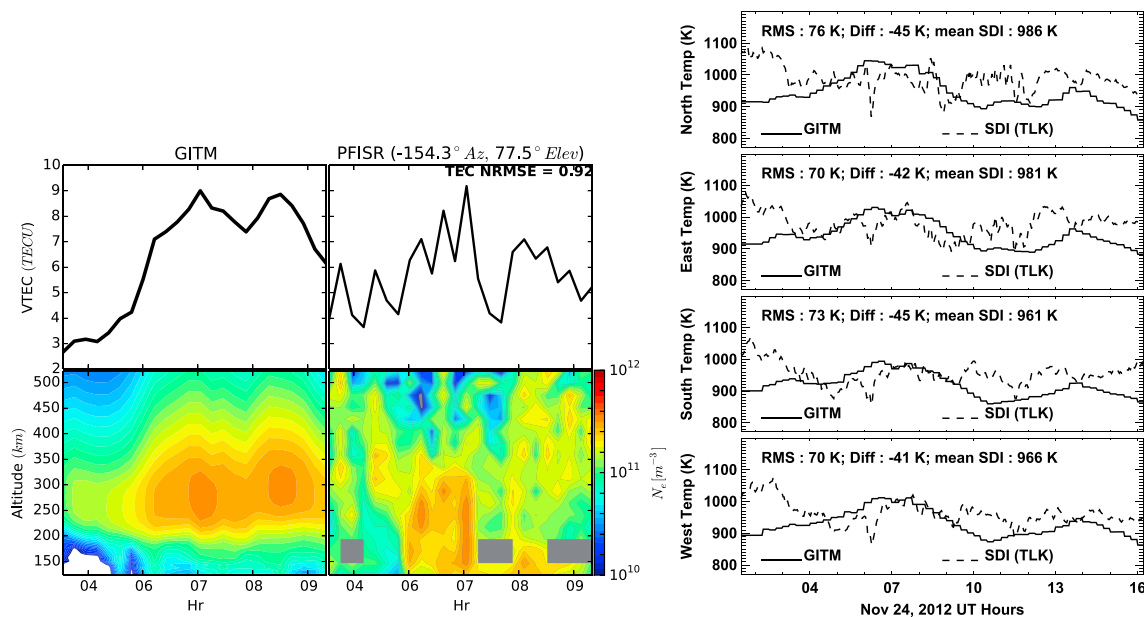 GITM
PFISR (-154.3° Az, 77.5° Elev)
TEC NRMSE = 0.92
VTEC (TECU)
10
9
8
7
6
5
4
3
2
Altitude (km)
500
450
400
350
300
250
200
150
04 06 07 09
Hr
04 06 07 09
Hr
10^12
10^11
10^10
N_e [m^-3]
North Temp (K)
1100
1000
900
800
RMS : 76 K; Diff : -45 K; mean SDI : 986 K
GITM SDI (TLK)
East Temp (K)
1100
1000
900
800
RMS : 70 K; Diff : -42 K; mean SDI : 981 K
GITM SDI (TLK)
South Temp (K)
1100
1000
900
800
RMS : 73 K; Diff : -45 K; mean SDI : 961 K
GITM SDI (TLK)
West Temp (K)
1100
1000
900
800
RMS : 70 K; Diff : -41 K; mean SDI : 966 K
GITM SDI (TLK)
04 07 10 13 16
Nov 24, 2012 UT Hours